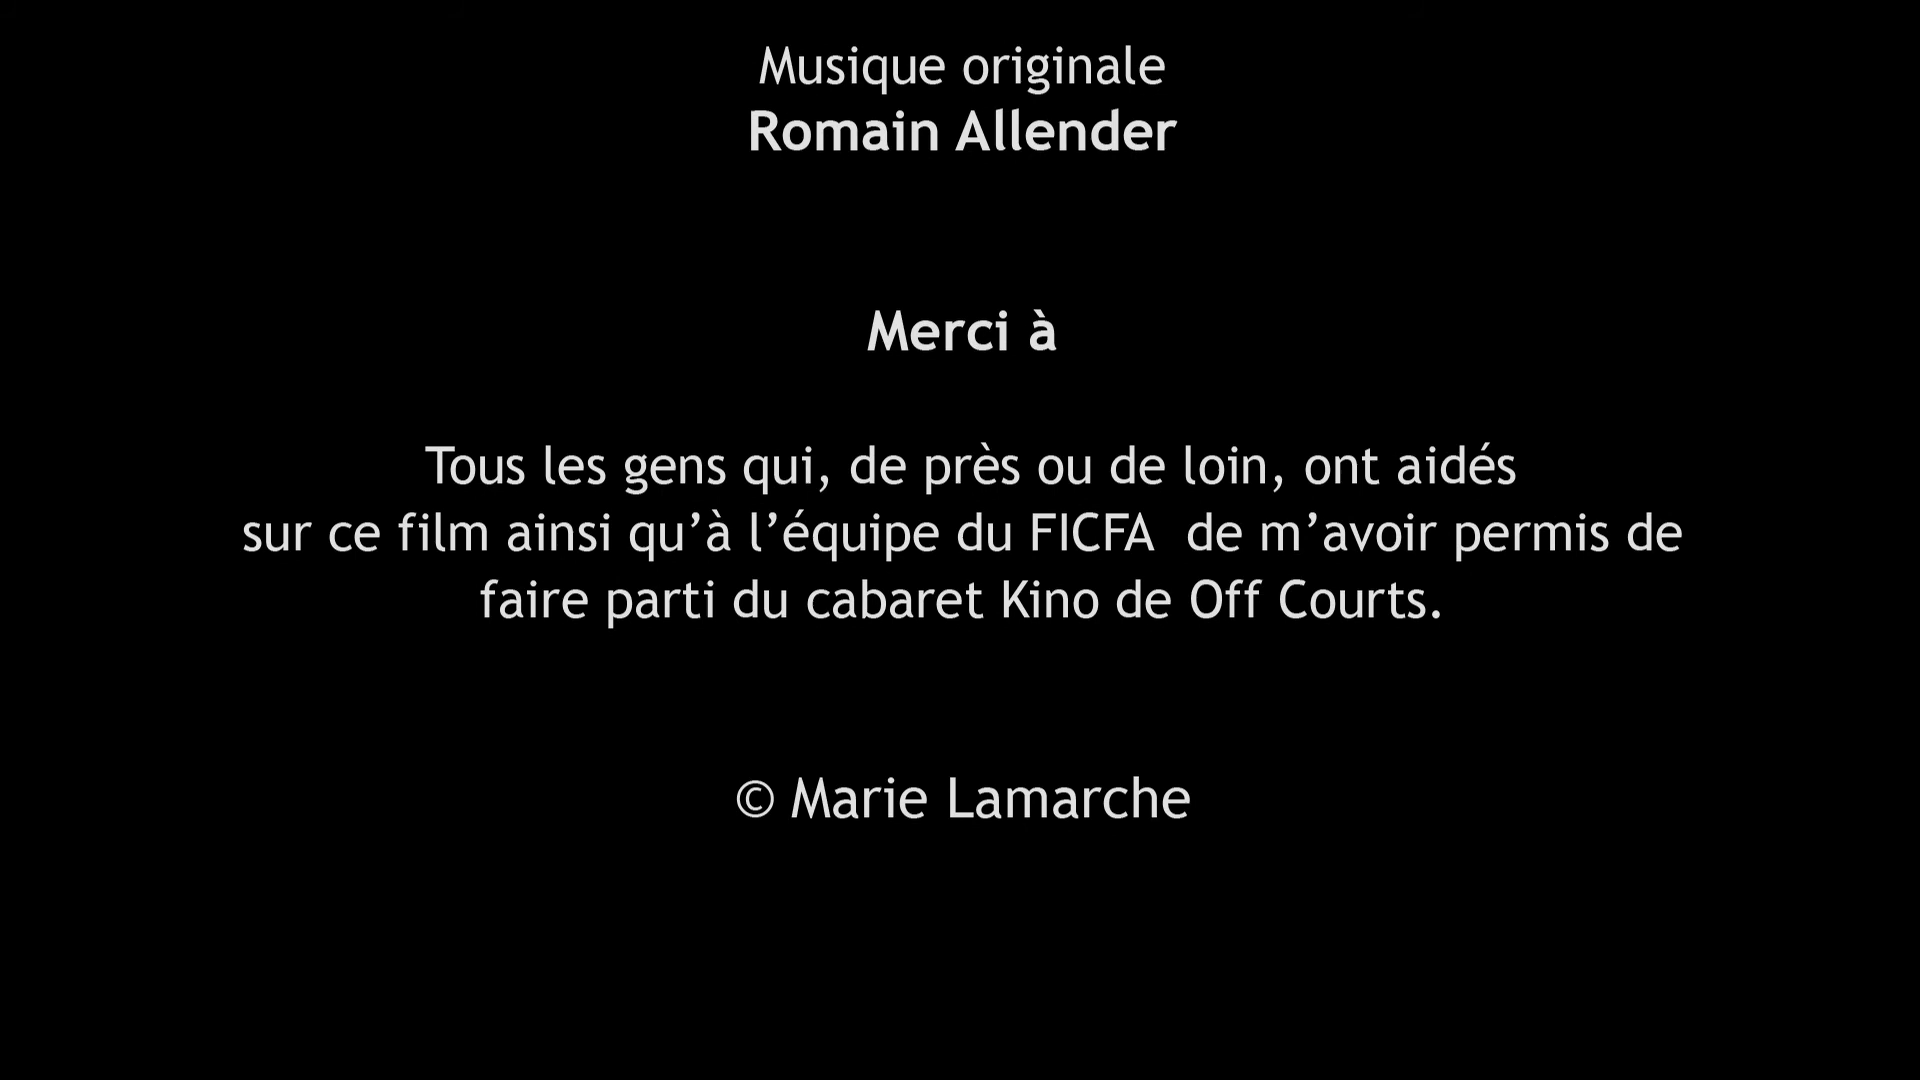 Musique originale
Romain Allender
Merci à
Tous les gens qui, de près ou de loin, ont aidés
sur ce film ainsi qu’à l’équipe du FICFA  de m’avoir permis de
faire parti du cabaret Kino de Off Courts.
© Marie Lamarche